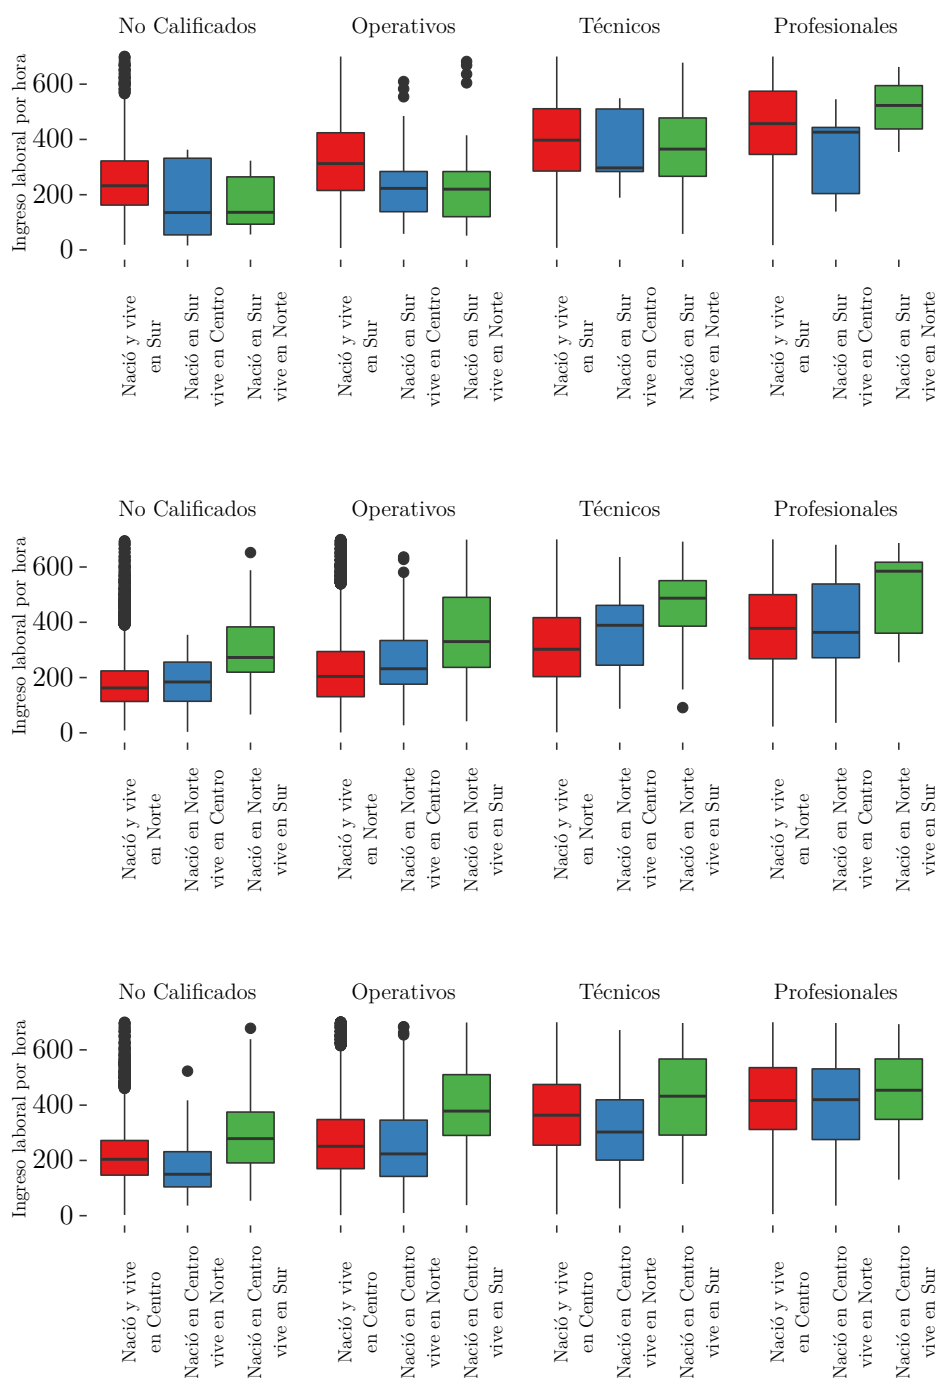 No Calificados
Operativos
Técnicos
Profesionales
Ingreso laboral por hora
600
400
200
0
Nació y vive
en Sur
Nació en Sur
vive en Centro
Nació en Sur
vive en Norte
Nació y vive
en Sur
Nació en Sur
vive en Centro
Nació en Sur
vive en Norte
Nació y vive
en Sur
Nació en Sur
vive en Centro
Nació en Sur
vive en Norte
Nació y vive
en Sur
Nació en Sur
vive en Centro
Nació en Sur
vive en Norte
No Calificados
Operativos
Técnicos
Profesionales
Ingreso laboral por hora
600
400
200
0
Nació y vive
en Norte
Nació en Norte
vive en Centro
Nació en Norte
vive en Sur
Nació y vive
en Norte
Nació en Norte
vive en Centro
Nació en Norte
vive en Sur
Nació y vive
en Norte
Nació en Norte
vive en Centro
Nació en Norte
vive en Sur
Nació y vive
en Norte
Nació en Norte
vive en Centro
Nació en Norte
vive en Sur
No Calificados
Operativos
Técnicos
Profesionales
Ingreso laboral por hora
600
400
200
0
Nació y vive
en Centro
Nació en Centro
vive en Norte
Nació en Centro
vive en Sur
Nació y vive
en Centro
Nació en Centro
vive en Norte
Nació en Centro
vive en Sur
Nació y vive
en Centro
Nació en Centro
vive en Norte
Nació en Centro
vive en Sur
Nació y vive
en Centro
Nació en Centro
vive en Norte
Nació en Centro
vive en Sur